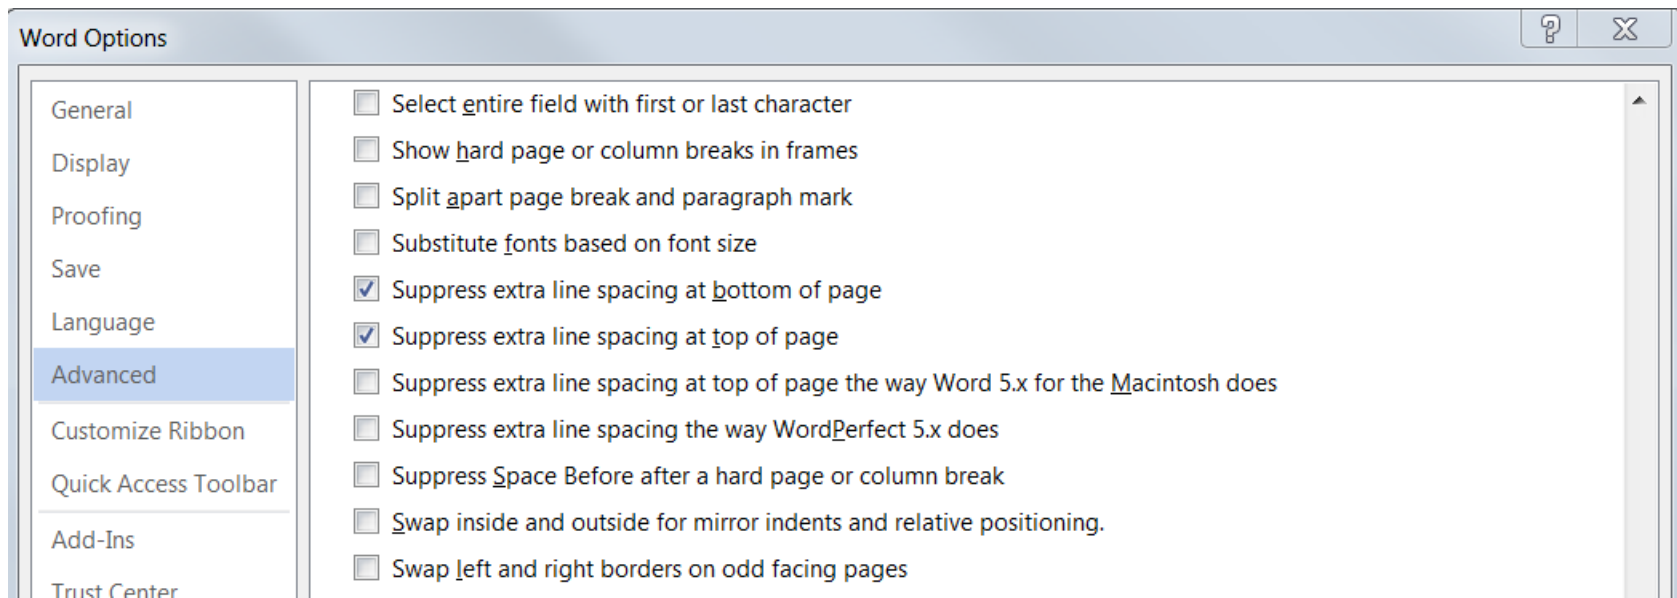 Word Options
General
Display
Proofing
Save
Language
Advanced
Customize Ribbon
Quick Access Toolbar
Add-Ins
Trust Center
Select entire field with first or last character
Show hard page or column breaks in frames
Split apart page break and paragraph mark
Substitute fonts based on font size
Suppress extra line spacing at bottom of page
Suppress extra line spacing at top of page
Suppress extra line spacing at top of page the way Word 5.x for the Macintosh does
Suppress extra line spacing the way WordPerfect 5.x does
Suppress Space Before after a hard page or column break
Swap inside and outside for mirror indents and relative positioning.
Swap left and right borders on odd facing pages